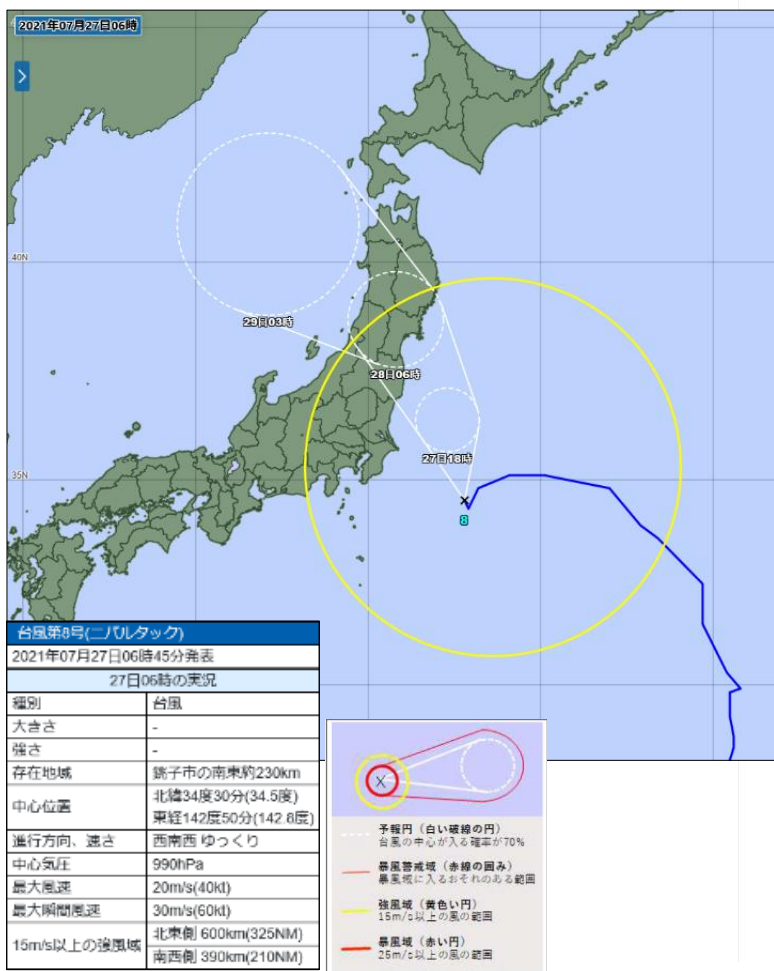 2021年07月27日06時
40N
29日03時
28日06時
27日18時
35N
8
台風第8号(ニパルタック)
2021年07月27日06時45分発表
27日06時の実況
種別 台風
大きさ -
強さ -
存在地域 銚子市の南東約230km
中心位置 北緯34度30分(34.5度)
東経142度50分(142.8度)
進行方向、速さ 西南西 ゆっくり
中心気圧 990hPa
最大風速 20m/s(40kt)
最大瞬間風速 30m/s(60kt)
15m/s以上の強風域 北東側 600km(325NM)
南西側 390km(210NM)
予報円（白い破線の円）
台風の中心が入る確率が70%
暴風警戒域（赤線の囲み）
暴風域に入るおそれのある範囲
強風域（黄色い円）
15m/s以上の風の範囲
暴風域（赤い円）
25m/s以上の風の範囲